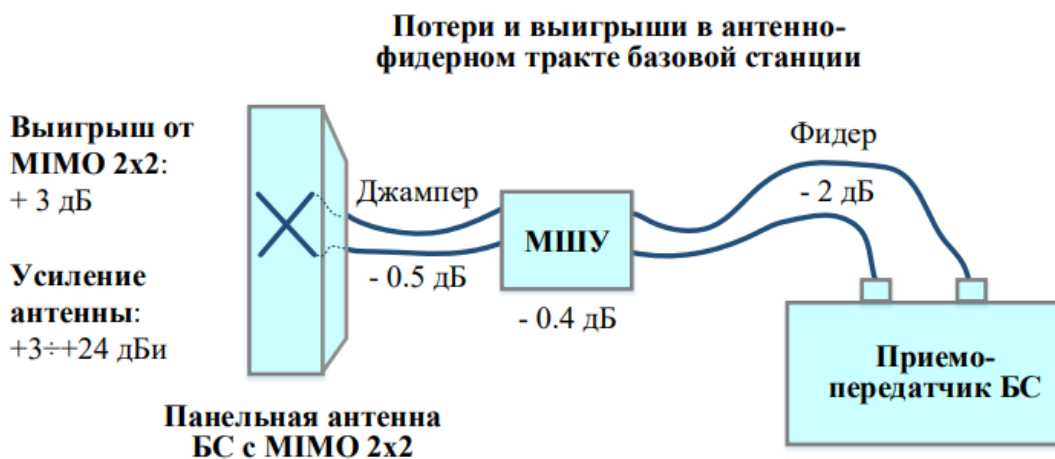 Потери и выигрыши в антенно-
фидерном тракте базовой станции
Выигрыш от
MIMO 2x2:
+ 3 дБ
Усиление
антенны:
+3÷+24 дБи
Джампер
- 0.5 дБ
МШУ
- 0.4 дБ
Фидер
- 2 дБ
Приемо-
передатчик БС
Панельная антенна
БС с MIMO 2x2